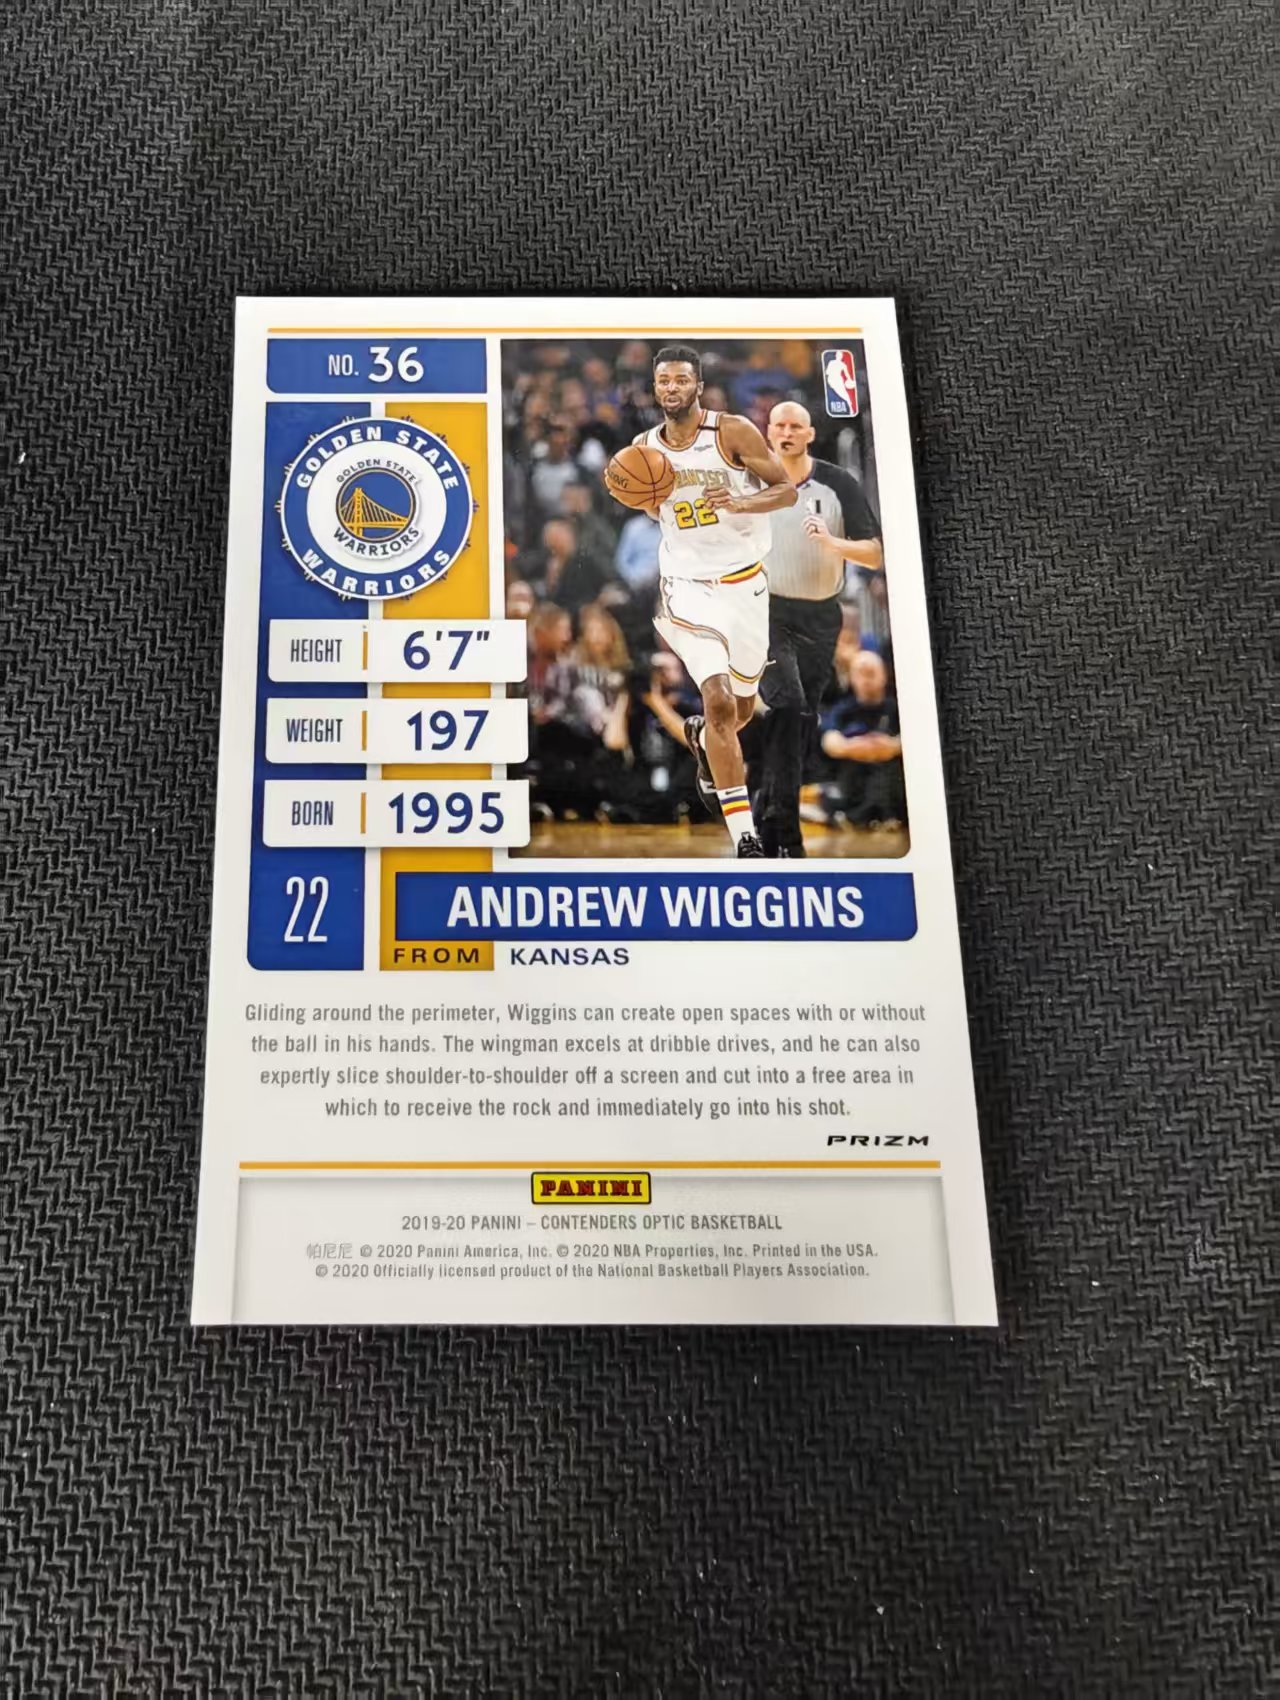 NO. 36
NBA
GOLDEN STATE
GOLDEN STATE
WARRIORS
WARRIORS
FRANCISCO
22
HEIGHT 6'7"
WEIGHT 197
BORN 1995
22
ANDREW WIGGINS
FROM KANSAS
Gliding around the perimeter, Wiggins can create open spaces with or without
the ball in his hands. The wingman excels at dribble drives, and he can also
expertly slice shoulder-to-shoulder off a screen and cut into a free area in
which to receive the rock and immediately go into his shot.
PRIZM
PANINI
2019-20 PANINI – CONTENDERS OPTIC BASKETBALL
帕尼尼 © 2020 Panini America, Inc. © 2020 NBA Properties, Inc. Printed in the USA.
© 2020 Officially licensed product of the National Basketball Players Association.